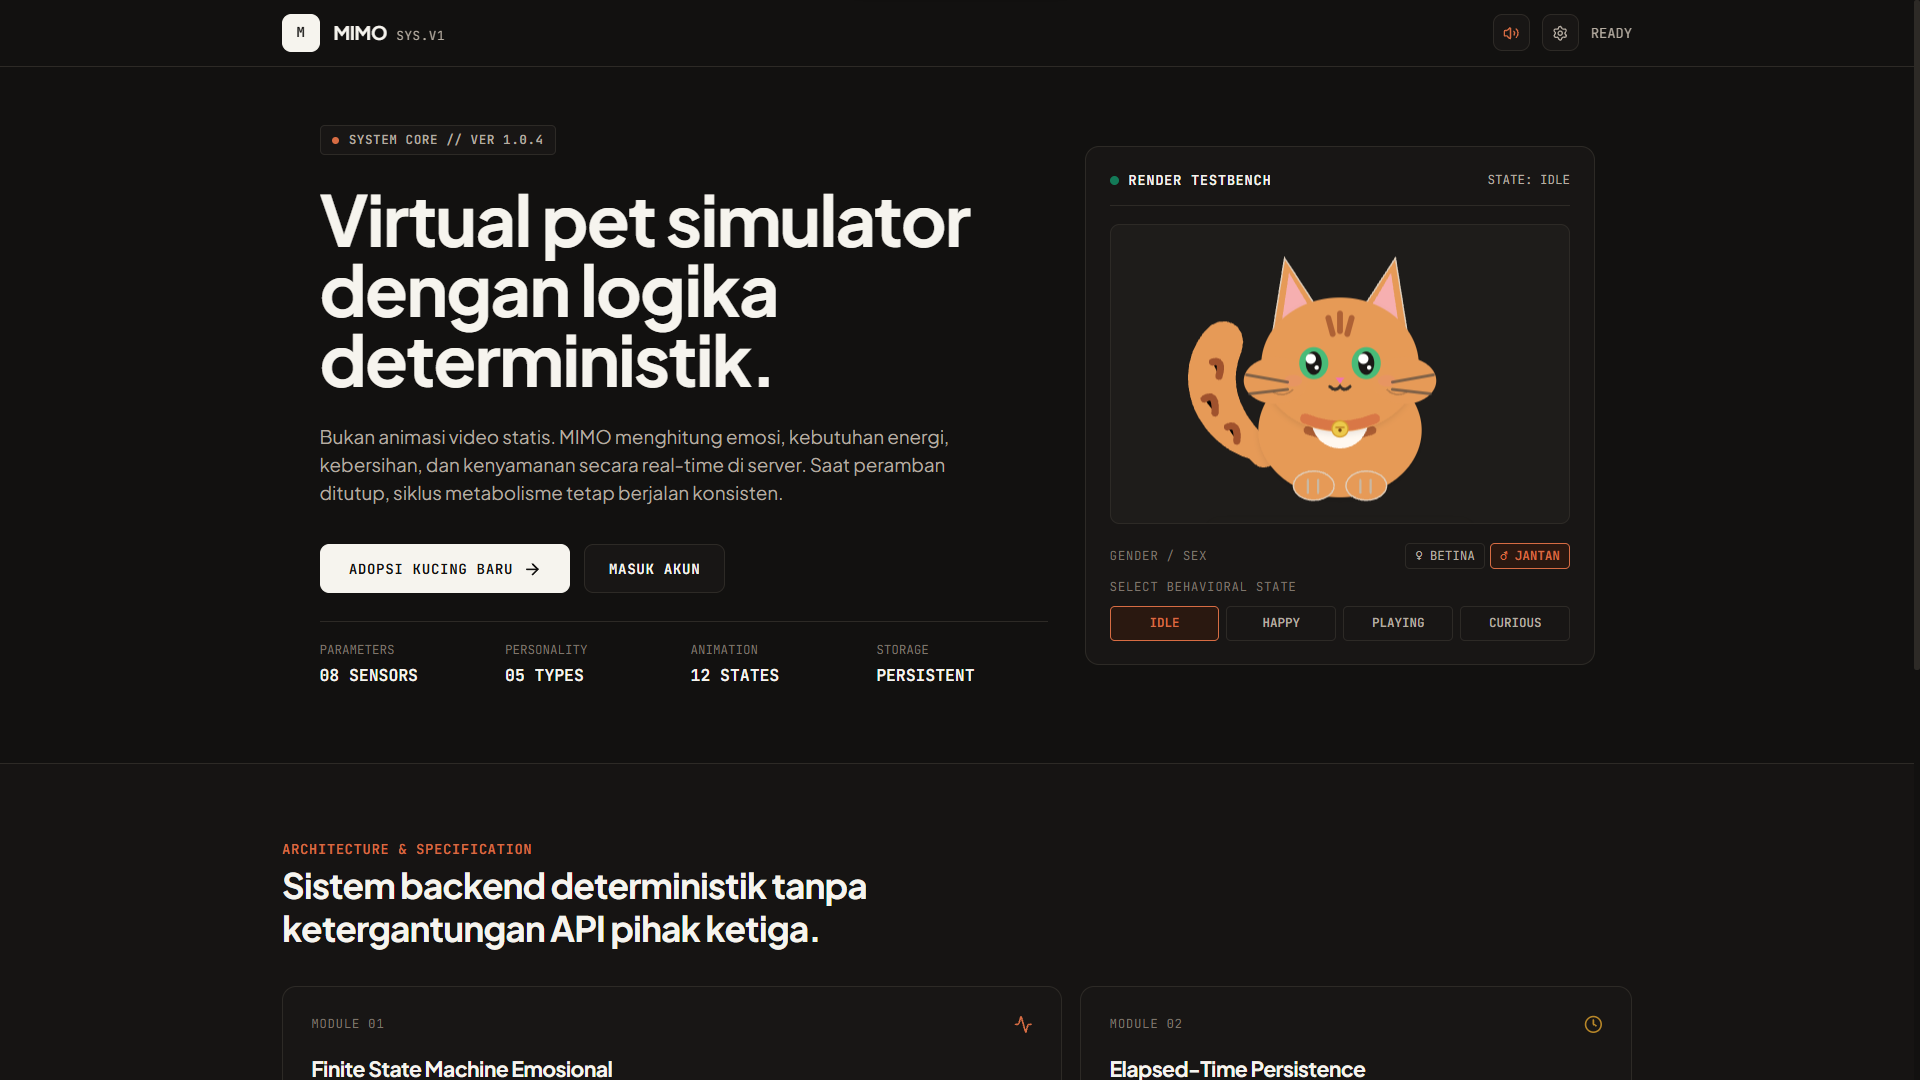 M
MIMO SYS.V1
READY
SYSTEM CORE // VER 1.0.4
Virtual pet simulator
dengan logika
deterministik.
Bukan animasi video statis. MIMO menghitung emosi, kebutuhan energi,
kebersihan, dan kenyamanan secara real-time di server. Saat peramban
ditutup, siklus metabolisme tetap berjalan konsisten.
ADOPSI KUCING BARU →
MASUK AKUN
PARAMETERS
08 SENSORS
PERSONALITY
05 TYPES
ANIMATION
12 STATES
STORAGE
PERSISTENT
RENDER TESTBENCH
STATE: IDLE
GENDER / SEX
♀ BETINA
♂ JANTAN
SELECT BEHAVIORAL STATE
IDLE
HAPPY
PLAYING
CURIOUS
ARCHITECTURE & SPECIFICATION
Sistem backend deterministik tanpa
ketergantungan API pihak ketiga.
MODULE 01
Finite State Machine Emosional
MODULE 02
Elapsed-Time Persistence